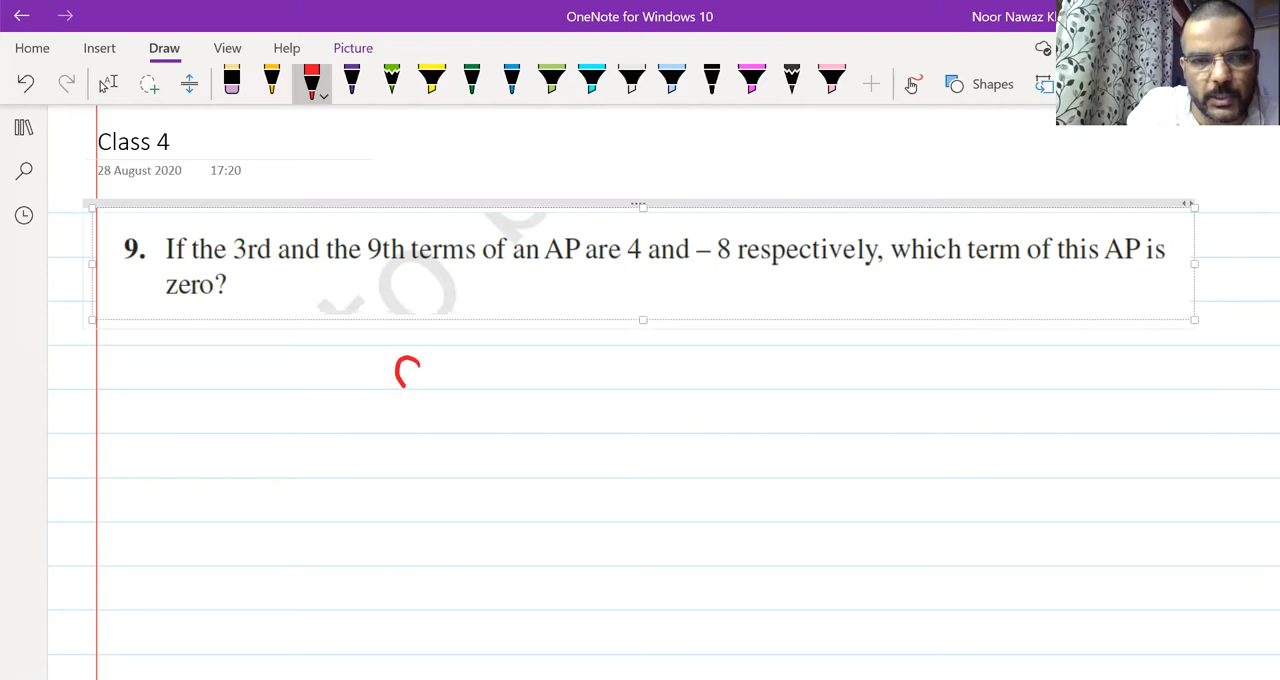 OneNote for Windows 10
Noor Nawaz
Home Insert Draw View Help Picture
Shapes
Class 4
28 August 2020 17:20
9. If the 3rd and the 9th terms of an AP are 4 and – 8 respectively, which term of this AP is
zero?